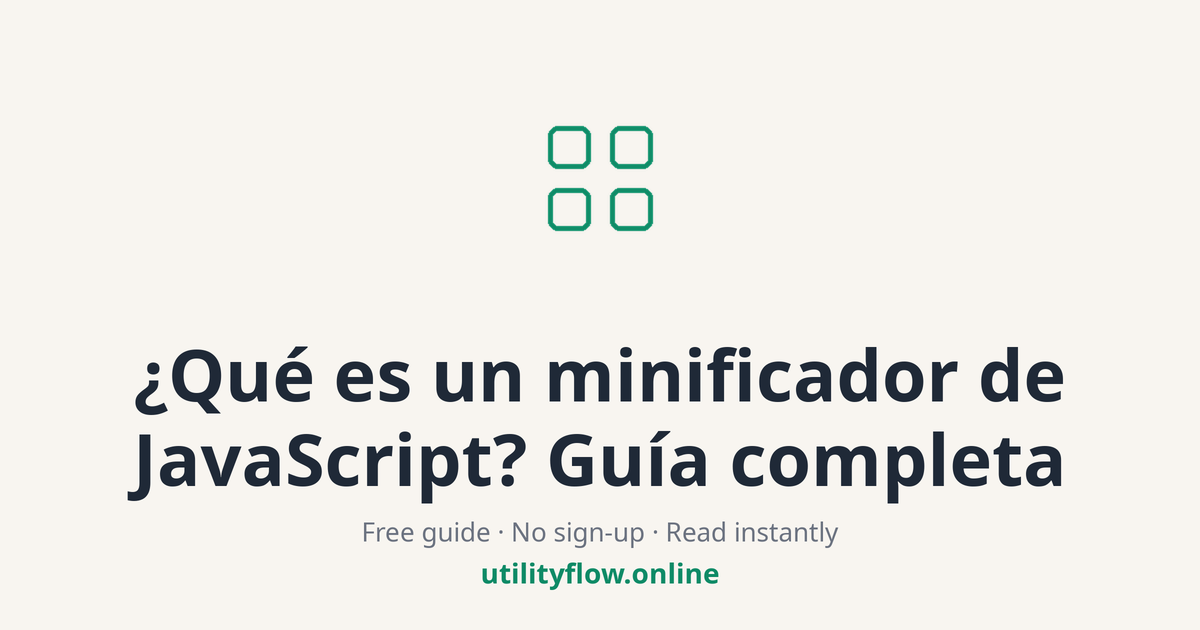 ¿Qué es un minificador de
JavaScript? Guía completa
Free guide · No sign-up · Read instantly
utilityflow.online